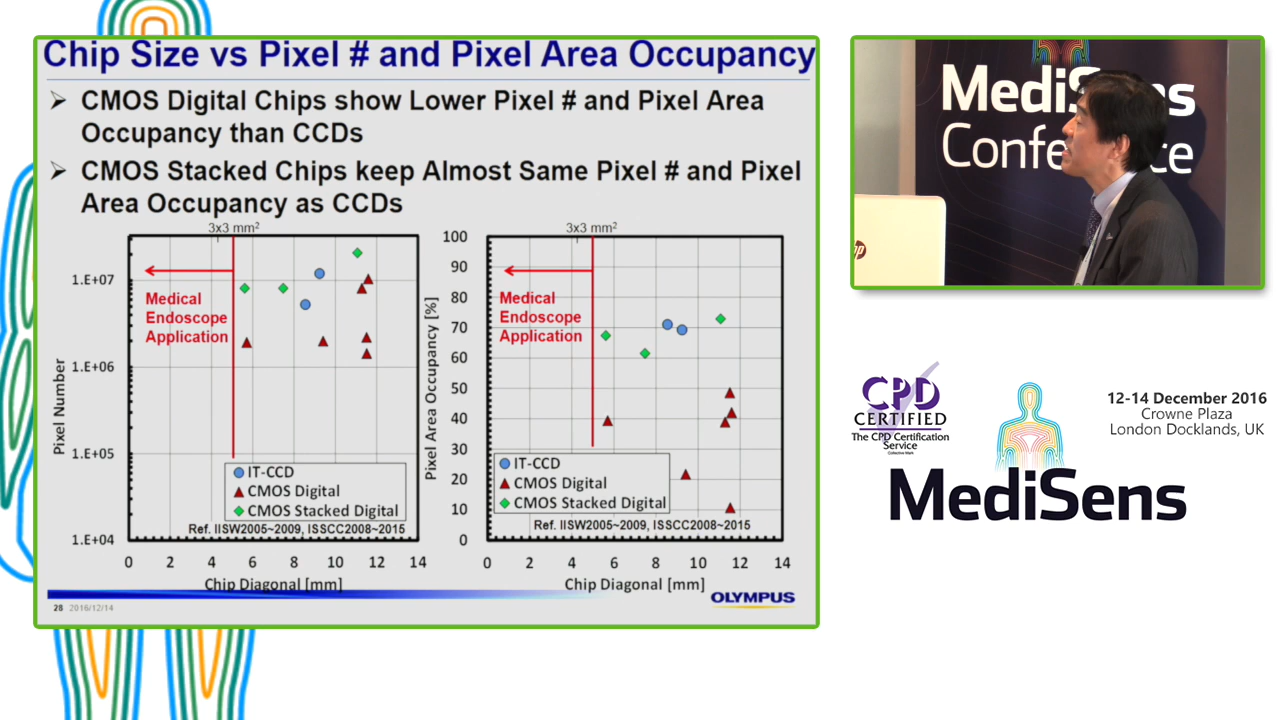 Chip Size vs Pixel # and Pixel Area Occupancy
➢ CMOS Digital Chips show Lower Pixel # and Pixel Area
Occupancy than CCDs
➢ CMOS Stacked Chips keep Almost Same Pixel # and Pixel
Area Occupancy as CCDs
3x3 mm²
1.E+07
1.E+06
1.E+05
1.E+04
Pixel Number
Medical
Endoscope
Application
IT-CCD
CMOS Digital
CMOS Stacked Digital
Ref. IISW2005~2009, ISSCC2008~2015
0 2 4 6 8 10 12 14
Chip Diagonal [mm]
3x3 mm²
100
90
80
70
60
50
40
30
20
10
0
Pixel Area Occupancy [%]
Medical
Endoscope
Application
IT-CCD
CMOS Digital
CMOS Stacked Digital
Ref. IISW2005~2009, ISSCC2008~2015
0 2 4 6 8 10 12 14
Chip Diagonal [mm]
28 2016/12/14
OLYMPUS
MediSens
Conference
hp
CPD
CERTIFIED
The CPD Certification
Service
Collective Mark
12-14 December 2016
Crowne Plaza
London Docklands, UK
MediSens